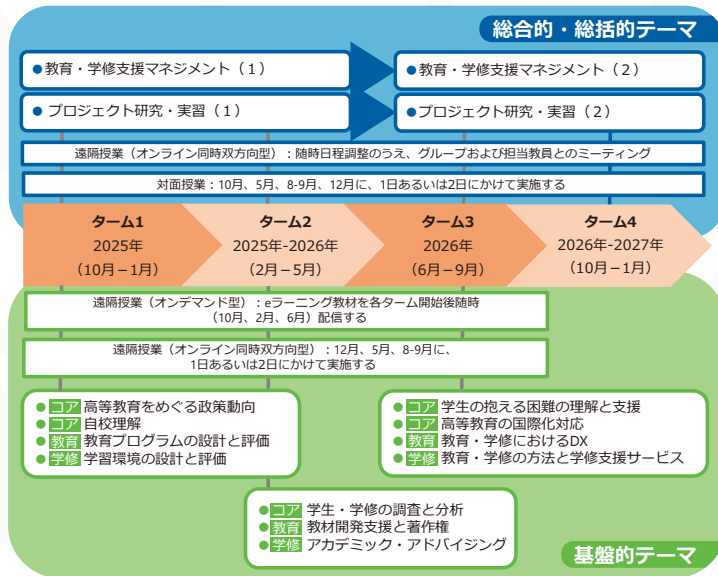 総合的・総括的テーマ
●教育・学修支援マネジメント（1）
●教育・学修支援マネジメント（2）
●プロジェクト研究・実習（1）
●プロジェクト研究・実習（2）
遠隔授業（オンライン同時双方向型）：随時日程調整のうえ、グループおよび担当教員とのミーティング
対面授業：10月、5月、8-9月、12月に、1日あるいは2日にかけて実施する
ターム1
2025年
（10月－1月）
ターム2
2025年-2026年
（2月－5月）
ターム3
2026年
（6月－9月）
ターム4
2026年-2027年
（10月－1月）
遠隔授業（オンデマンド型）：eラーニング教材を各ターム開始後随時
（10月、2月、6月）配信する
遠隔授業（オンライン同時双方向型）：12月、5月、8-9月に、
1日あるいは2日にかけて実施する
●コア 高等教育をめぐる政策動向
●コア 自校理解
●教育 教育プログラムの設計と評価
●学修 学習環境の設計と評価
●コア 学生の抱える困難の理解と支援
●コア 高等教育の国際化対応
●教育 教育・学修におけるDX
●学修 教育・学修の方法と学修支援サービス
●コア 学生・学修の調査と分析
●教育 教材開発支援と著作権
●学修 アカデミック・アドバイジング
基盤的テーマ